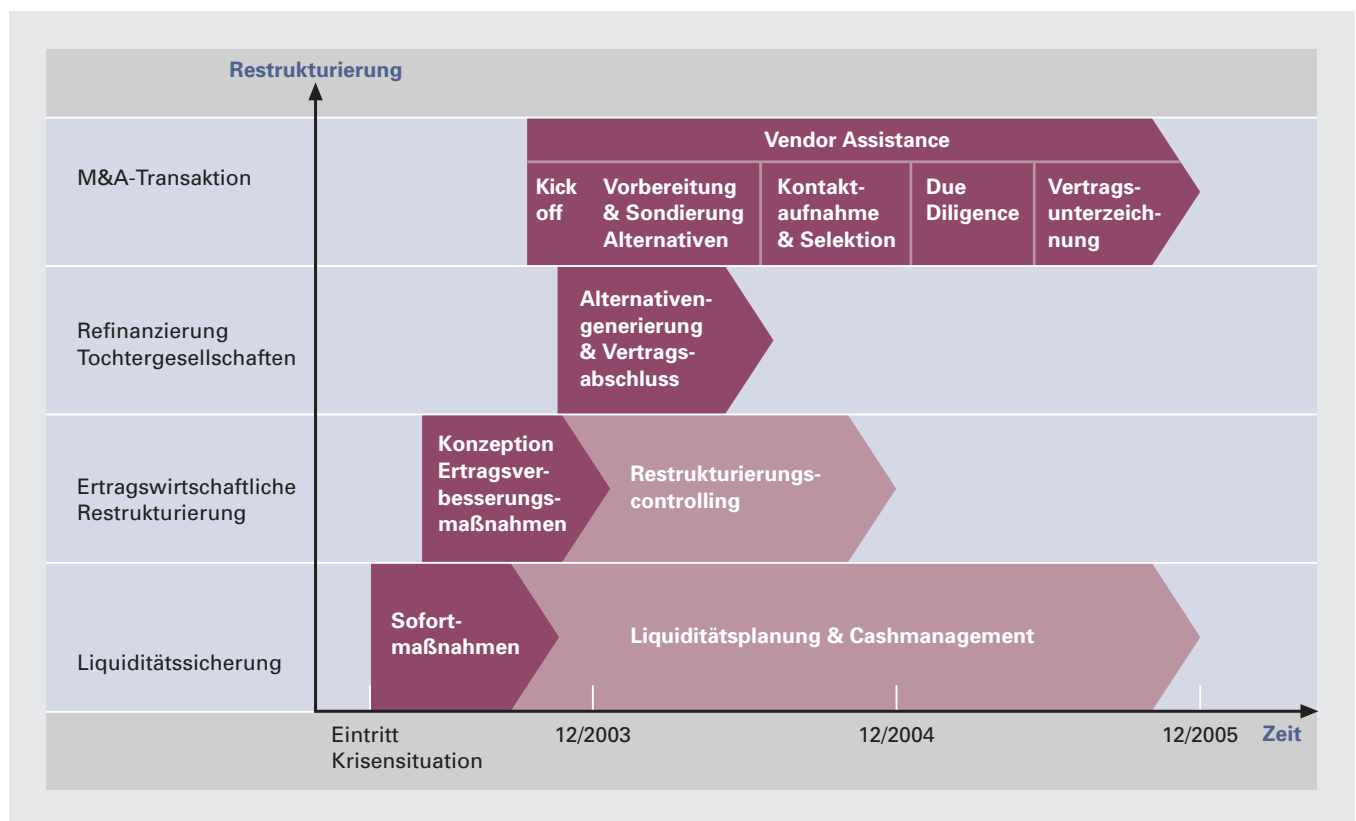 Restrukturierung
M&A-Transaktion
Vendor Assistance
Kick
off
Vorbereitung
& Sondierung
Alternativen
Kontakt-
aufnahme
& Selektion
Due
Diligence
Vertrags-
unterzeich-
nung
Refinanzierung
Tochtergesellschaften
Alternativen-
generierung
& Vertrags-
abschluss
Ertragswirtschaftliche
Restrukturierung
Konzeption
Ertragsver-
besserungs-
maßnahmen
Restrukturierungs-
controlling
Liquiditätssicherung
Sofort-
maßnahmen
Liquiditätsplanung & Cashmanagement
Eintritt
Krisensituation
12/2003
12/2004
12/2005
Zeit